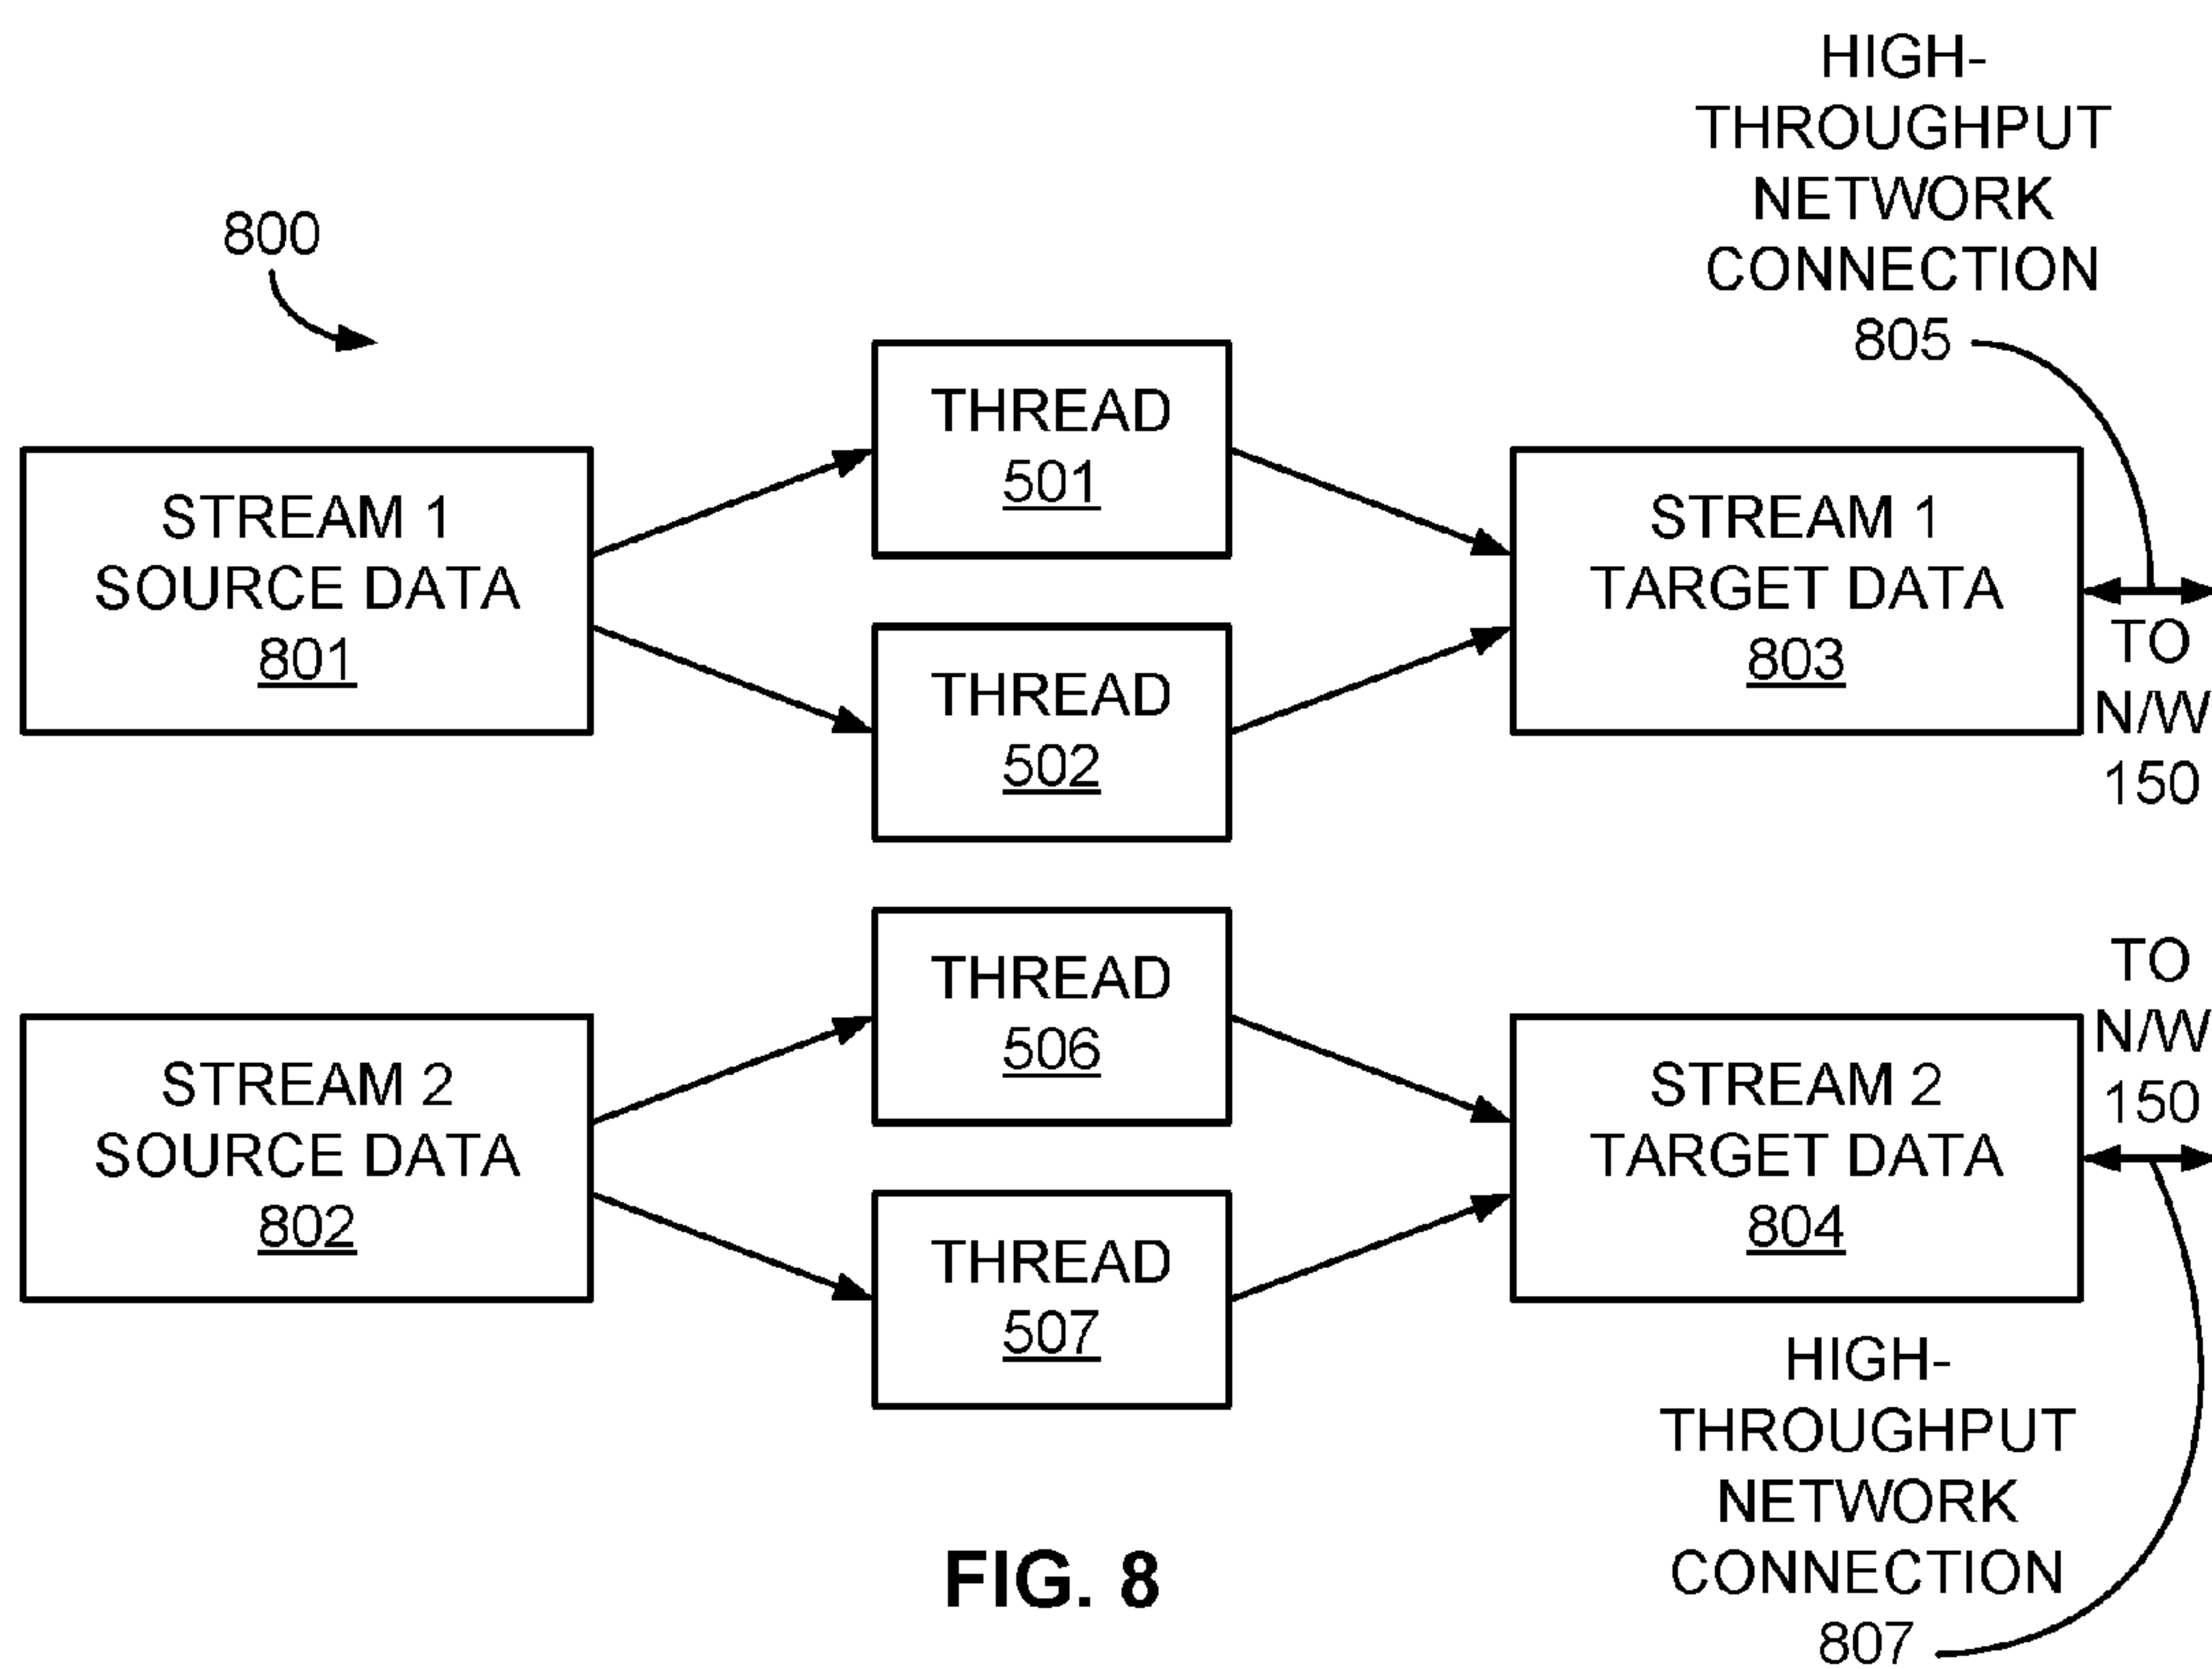 HIGH-
THROUGHPUT
NETWORK
CONNECTION
805
800
STREAM 1
SOURCE DATA
801
THREAD
501
THREAD
502
STREAM 1
TARGET DATA
803
TO
N/W
150
STREAM 2
SOURCE DATA
802
THREAD
506
THREAD
507
STREAM 2
TARGET DATA
804
TO
N/W
150
HIGH-
THROUGHPUT
NETWORK
CONNECTION
807
FIG. 8